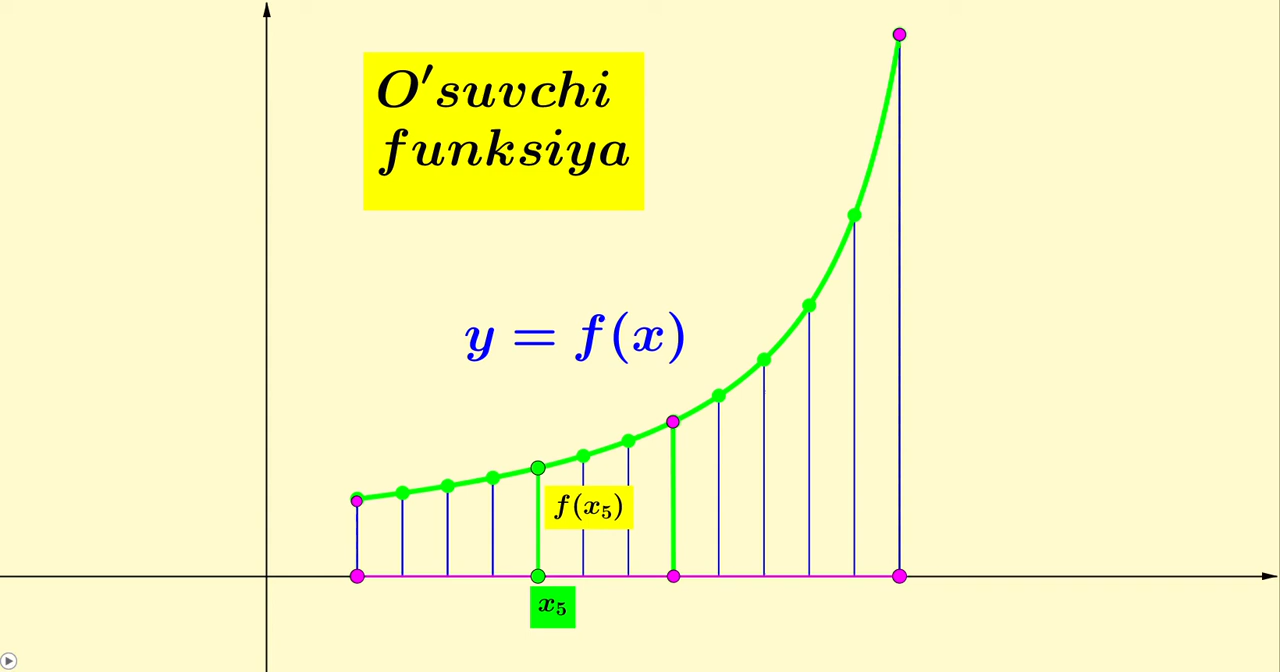 O'suvchi
funksiya
y = f(x)
f(x₅)
x₅